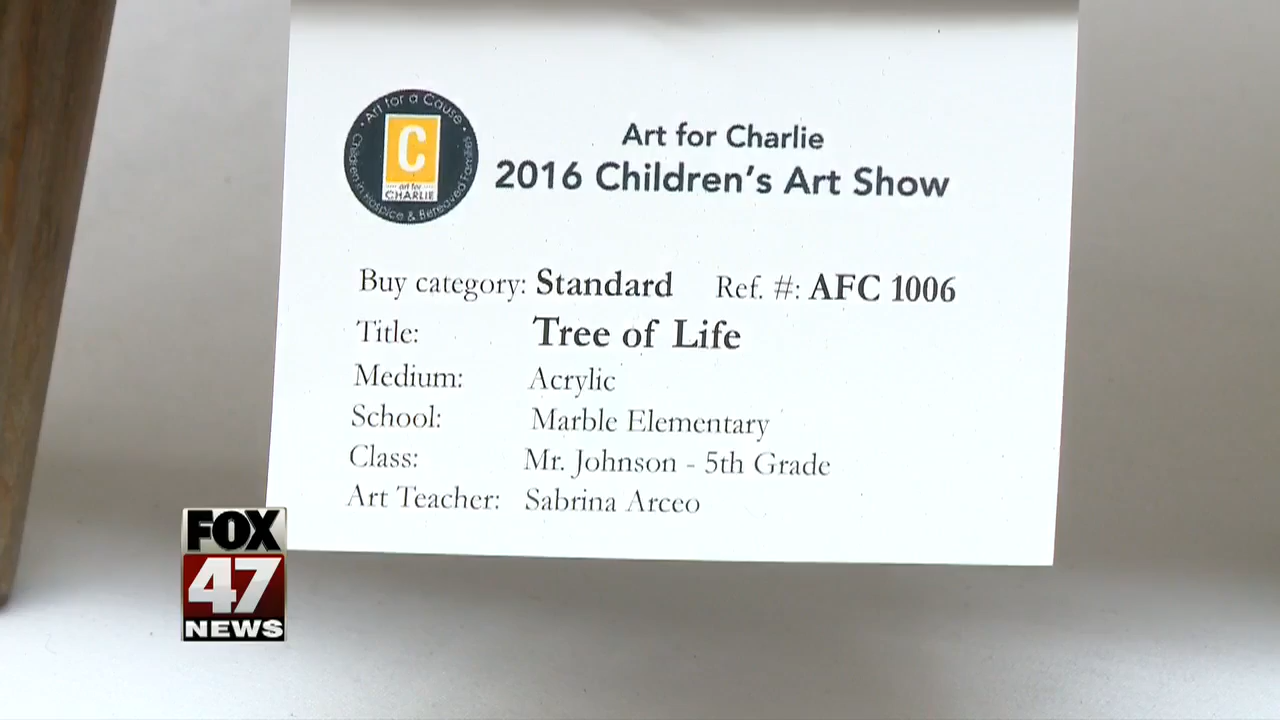 Art for a Cause
Children in Hospice & Bereaved Families
C
art for
CHARLIE
Art for Charlie
2016 Children's Art Show
Buy category: Standard Ref. #: AFC 1006
Title: Tree of Life
Medium: Acrylic
School: Marble Elementary
Class: Mr. Johnson - 5th Grade
Art Teacher: Sabrina Arceo
FOX
47
NEWS